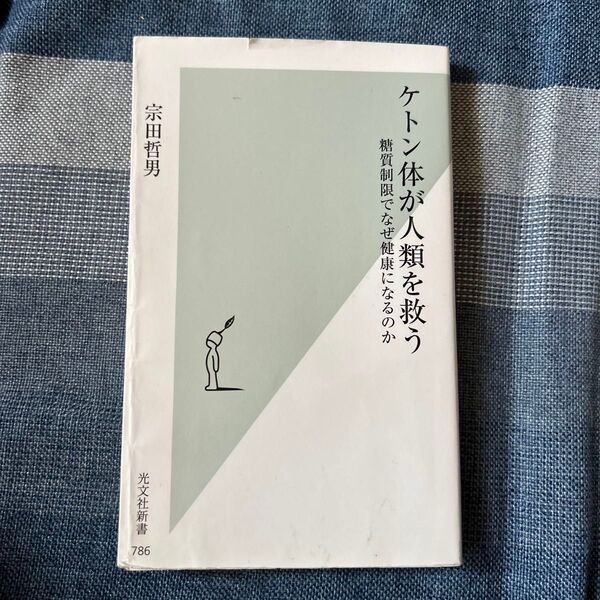 ケトン体が人類を救う
糖質制限でなぜ健康になるのか
宗田哲男
光文社新書
786